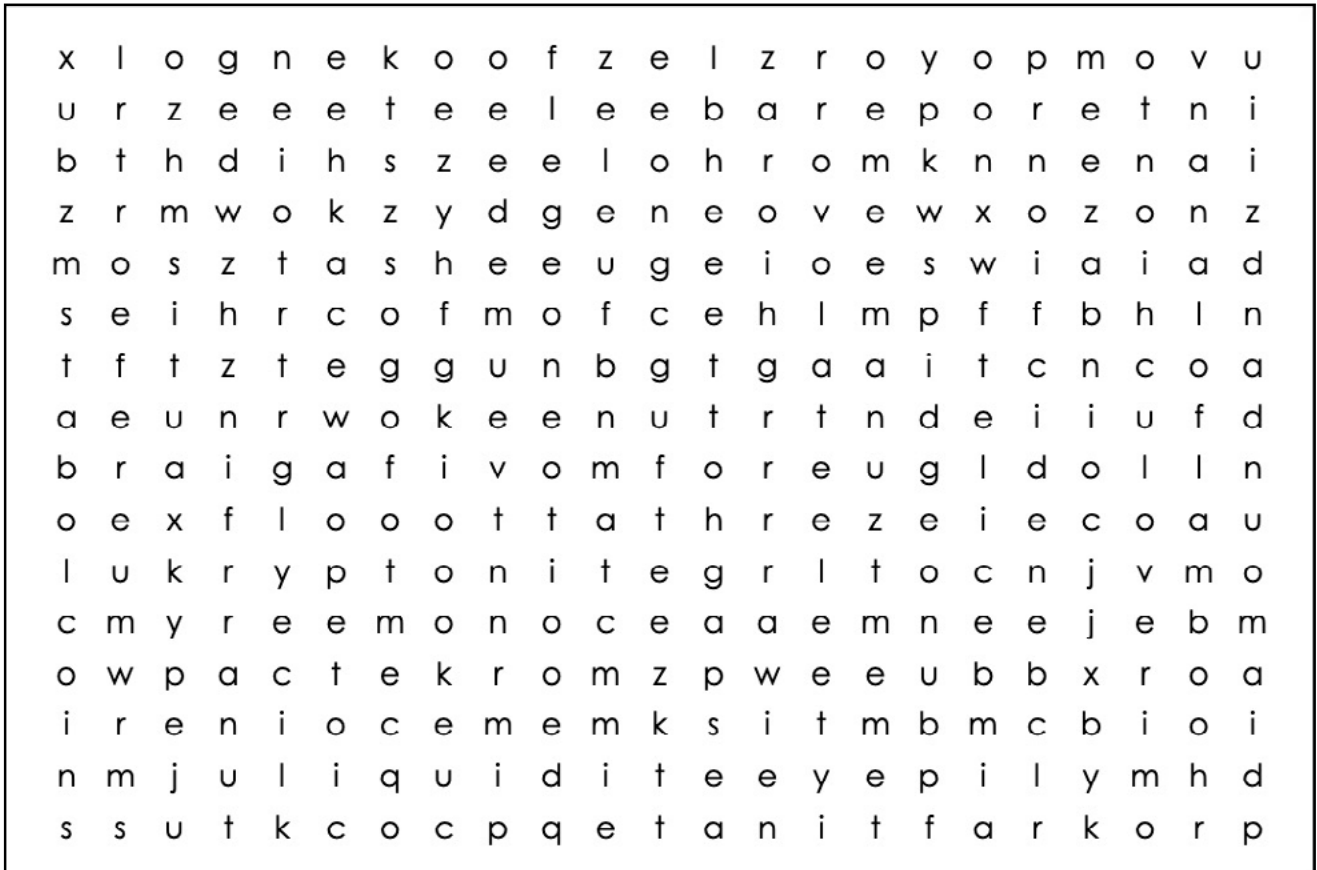 x l o g n e k o o f z e l z r o y o p m o v u
u r z e e e t e e l e e b a r e p o r e t n i
b t h d i h s z e e l o h r o m k n n e n a i
z r m w o k z y d g e n e o v e w x o z o n z
m o s z t a s h e e u g e i o e s w i a i a d
s e i h r c o f m o f c e h l m p f f b h l n
t f t z t e g g u n b g t g a a i t c n c o a
a e u n r w o k e e n u t r t n d e i i u f d
b r a i g a f i v o m f o r e u g l d o l l n
o e x f l o o o t t a t h r e z e i e c o a u
l u k r y p t o n i t e g r l t o c n j v m o
c m y r e e m o n o c e a a e m n e e j e b m
o w p a c t e k r o m z p w e e u b b x r o a
i r e n i o c e m e m k s i t m b m c b i o i
n m j u l i q u i d i t e e y e p i l y m h d
s s u t k c o c p q e t a n i t f a r k o r p